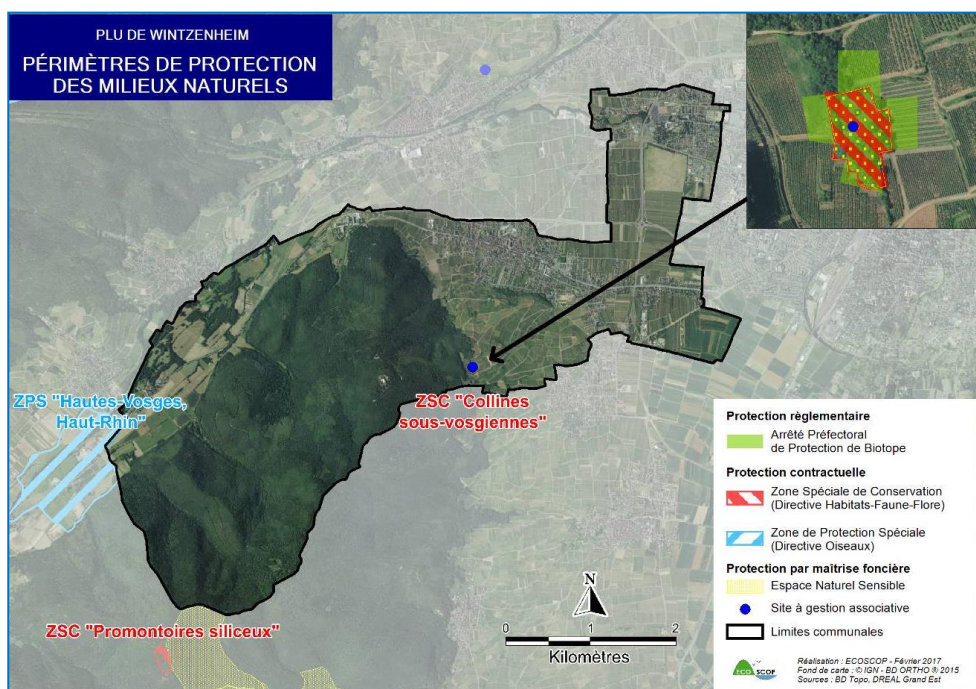 PLU DE WINTZENHEIM
PÉRIMÈTRES DE PROTECTION
DES MILIEUX NATURELS
ZPS "Hautes-Vosges,
Haut-Rhin"
ZSC "Collines
sous-vosgiennes"
ZSC "Promontoires siliceux"
N
0 1 2
Kilomètres
Protection règlementaire
Arrêté Préfectoral
de Protection de Biotope
Protection contractuelle
Zone Spéciale de Conservation
(Directive Habitats-Faune-Flore)
Zone de Protection Spéciale
(Directive Oiseaux)
Protection par maîtrise foncière
Espace Naturel Sensible
Site à gestion associative
Limites communales
ECOSCOP
Réalisation : ECOSCOP - Février 2017
Fond de carte : © IGN - BD ORTHO ® 2015
Sources : BD Topo, DREAL Grand Est